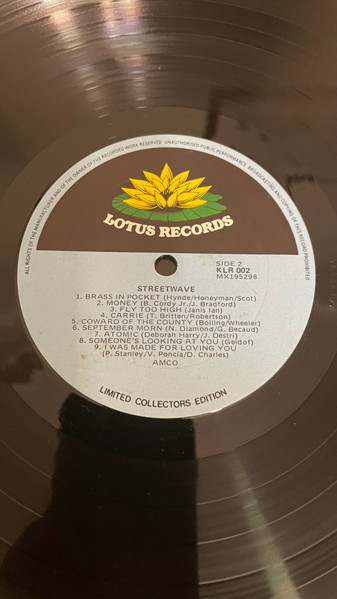 ALL RIGHTS OF THE MANUFACTURER AND OF THE OWNER OF THE RECORDED WORK RESERVED. UNAUTHORISED PUBLIC PERFORMANCE, BROADCASTING AND COPYING OF THIS RECORD PROHIBITED
LOTUS RECORDS
SIDE 2
KLR 002
MX195298
STREETWAVE
1. BRASS IN POCKET (Hynde/Honeyman/Scot)
2. MONEY (B. Cordy Jr./J. Bradford)
3. FLY TOO HIGH (Janis Ian)
4. CARRIE (T. Britten/Robertson)
5. COWARD OF THE COUNTY (Bolling/Wheeler)
6. SEPTEMBER MORN (N. Diamond/G. Becaud)
7. ATOMIC (Deborah Harry/J. Destri)
8. SOMEONE'S LOOKING AT YOU (Geldof)
9. I WAS MADE FOR LOVING YOU
(P. Stanley/V. Poncia/D. Charles)
AMCO
LIMITED COLLECTORS EDITION